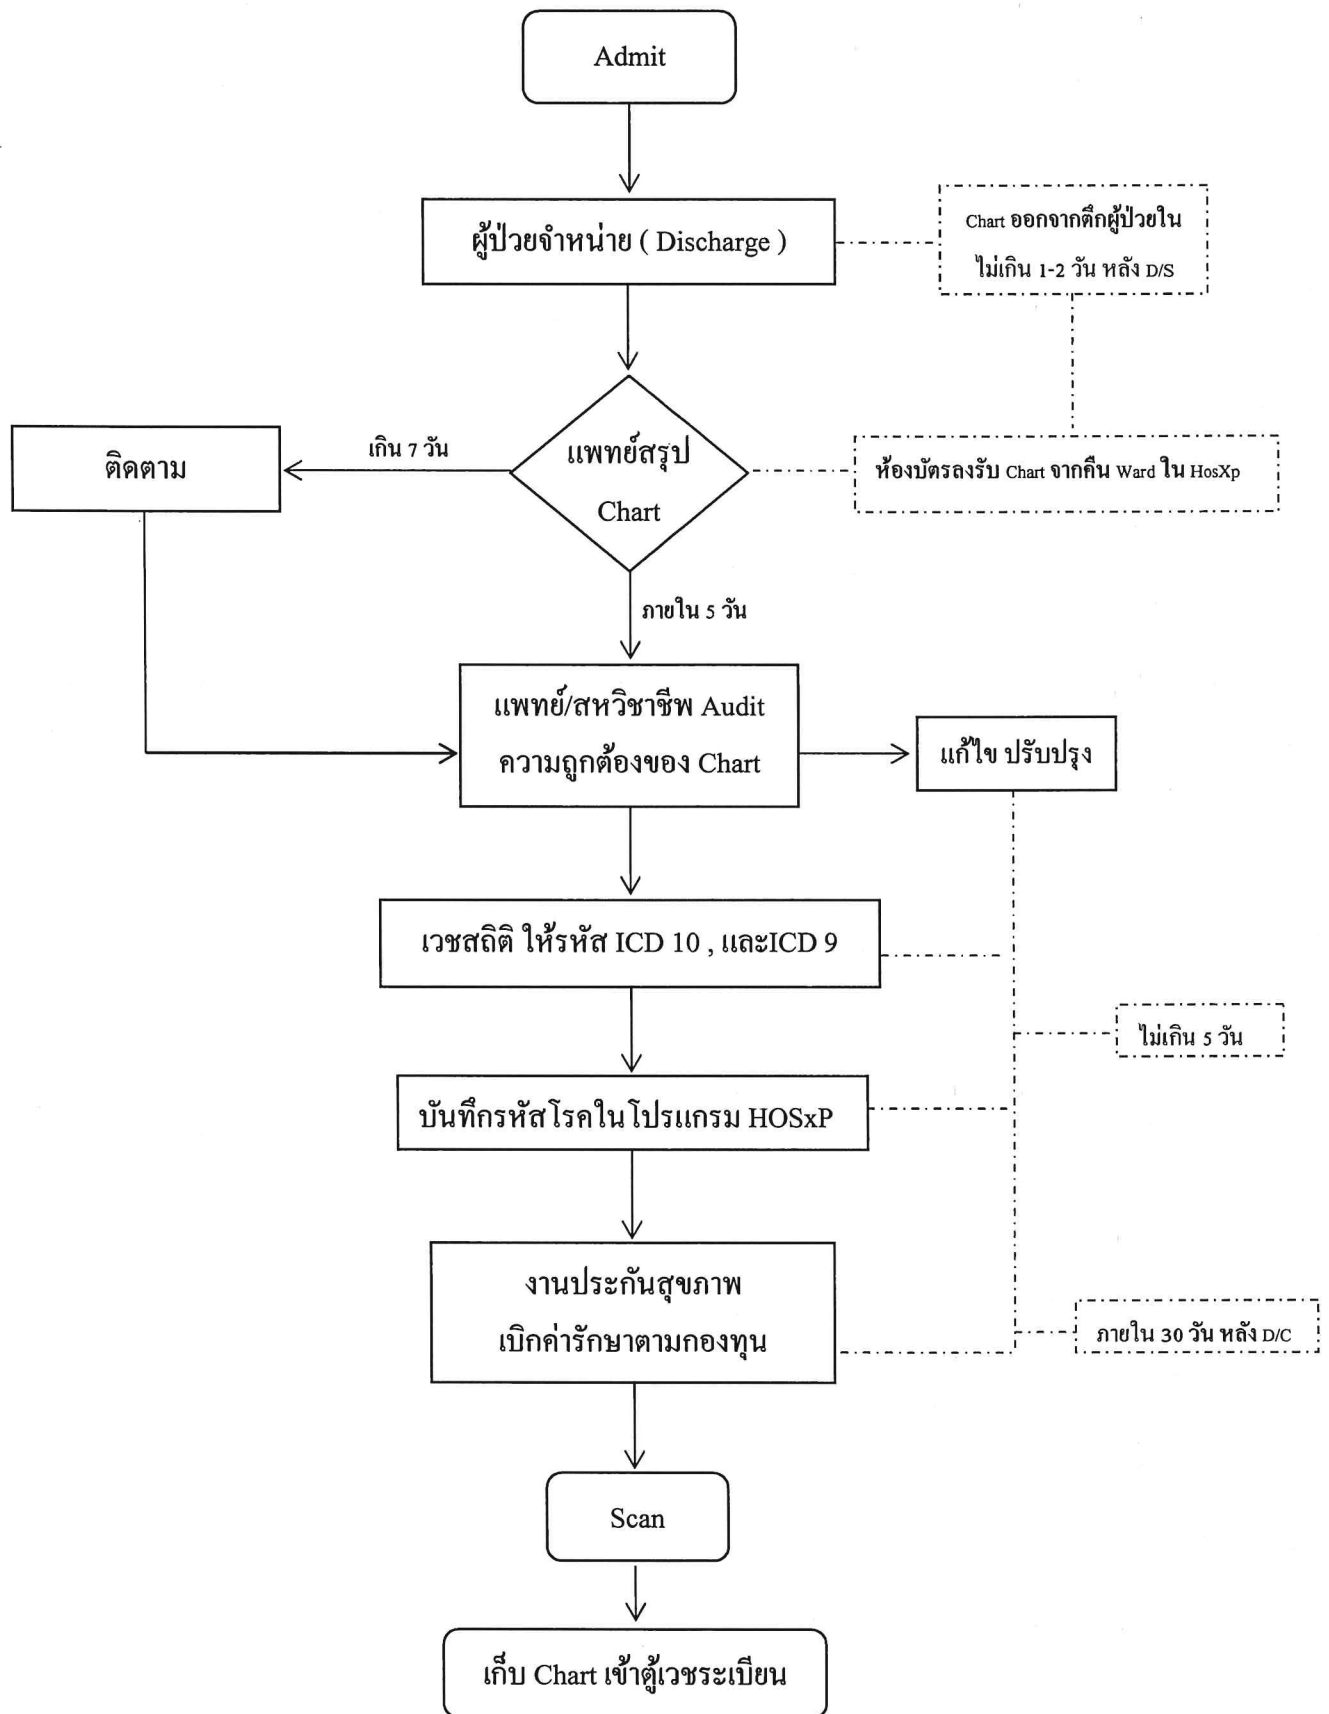 Admit
ผู้ป่วยจำหน่าย ( Discharge )
Chart ออกจากตึกผู้ป่วยใน
ไม่เกิน 1-2 วัน หลัง D/S
แพทย์สรุป
Chart
เกิน 7 วัน
ติดตาม
ห้องบัตรลงรับ Chart จากคืน Ward ใน HosXp
ภายใน 5 วัน
แพทย์/สหวิชาชีพ Audit
ความถูกต้องของ Chart
แก้ไข ปรับปรุง
เวชสถิติ ให้รหัส ICD 10 , และICD 9
ไม่เกิน 5 วัน
บันทึกรหัสโรคในโปรแกรม HOSxP
งานประกันสุขภาพ
เบิกค่ารักษาตามกองทุน
ภายใน 30 วัน หลัง D/C
Scan
เก็บ Chart เข้าตู้เวชระเบียน